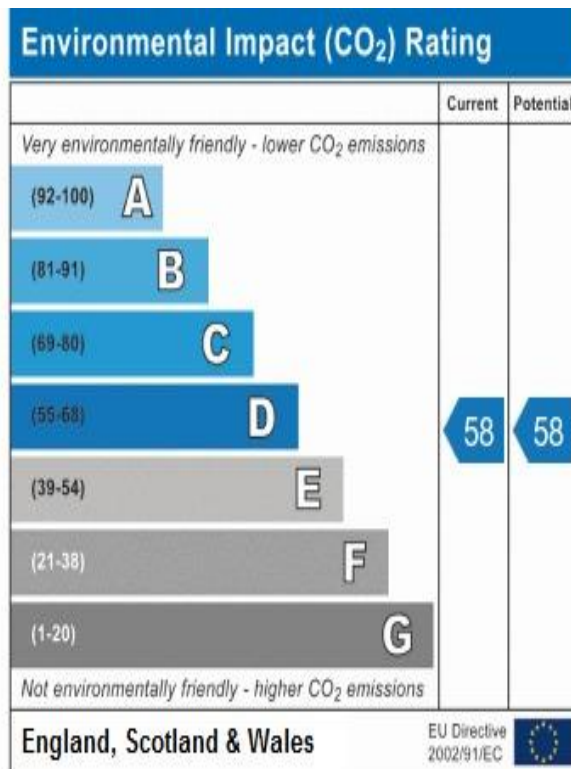 Environmental Impact (CO₂) Rating
Current Potential
Very environmentally friendly - lower CO₂ emissions
(92-100) A
(81-91) B
(69-80) C
(55-68) D
58 58
(39-54) E
(21-38) F
(1-20) G
Not environmentally friendly - higher CO₂ emissions
England, Scotland & Wales
EU Directive
2002/91/EC